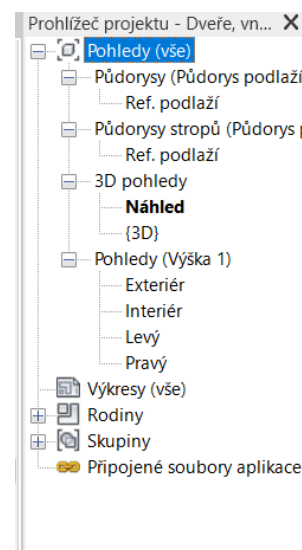 Prohlížeč projektu - Dveře, vn...
Pohledy (vše)
Půdorysy (Půdorys podlaží
Ref. podlaží
Půdorysy stropů (Půdorys
Ref. podlaží
3D pohledy
Náhled
{3D}
Pohledy (Výška 1)
Exteriér
Interiér
Levý
Pravý
Výkresy (vše)
Rodiny
Skupiny
Připojené soubory aplikace